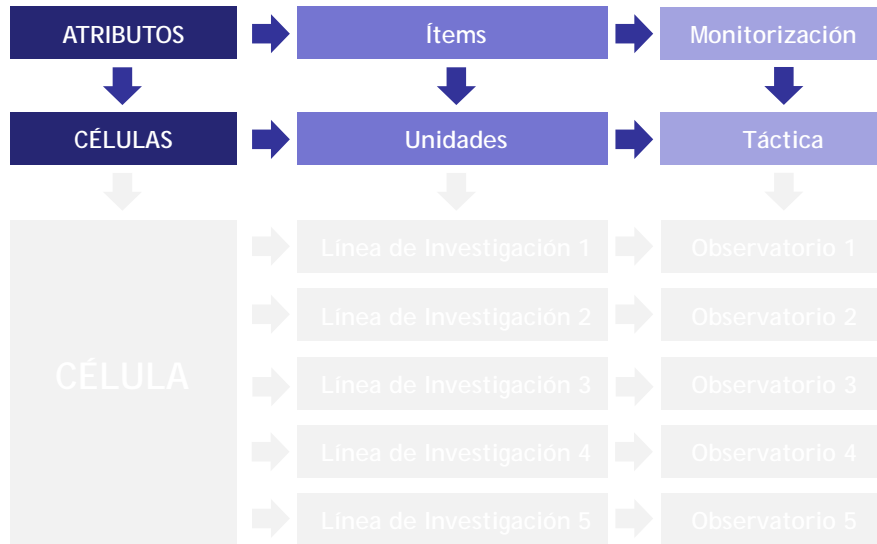 ATRIBUTOS
Ítems
Monitorización
CÉLULAS
Unidades
Táctica
CÉLULA
Línea de Investigación 1
Observatorio 1
Línea de Investigación 2
Observatorio 2
Línea de Investigación 3
Observatorio 3
Línea de Investigación 4
Observatorio 4
Línea de Investigación 5
Observatorio 5